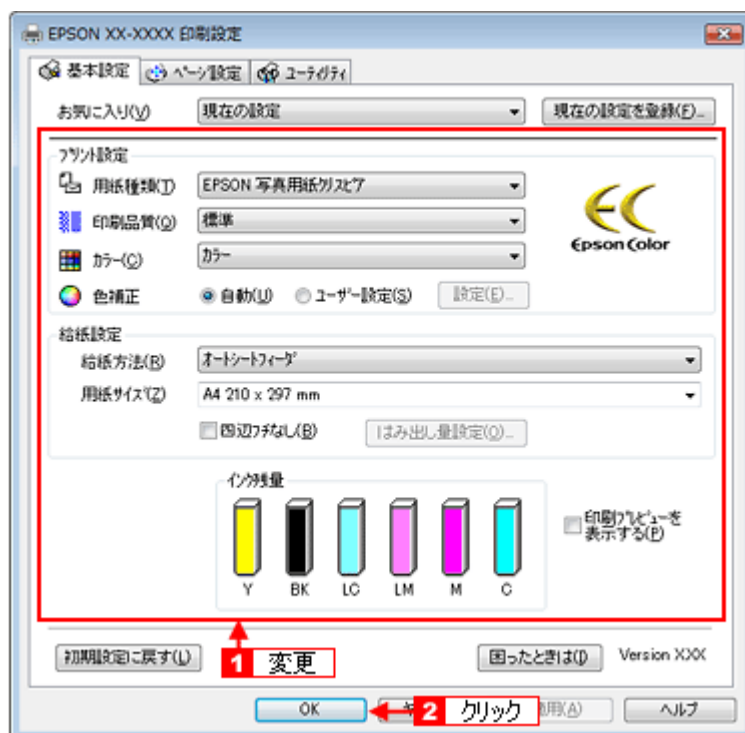 EPSON XX-XXXX 印刷設定
基本設定 ページ設定 ユーティリティ
お気に入り(V) 現在の設定 現在の設定を登録(F)...
プリント設定
用紙種類(T) EPSON 写真用紙クリスピア
印刷品質(Q) 標準
EPSON Color
カラー(C) カラー
色補正 自動(U) ユーザー設定(S) 設定(E)...
給紙設定
給紙方法(R) オートシートフィーダ
用紙サイズ(Z) A4 210 x 297 mm
四辺フチなし(B) はみ出し量設定(O)...
インク残量
印刷プレビューを
表示する(P)
Y BK LC LM M C
初期設定に戻す(L) 1 変更 困ったときは(I) Version XXX
OK 2 クリック 用(A) ヘルプ